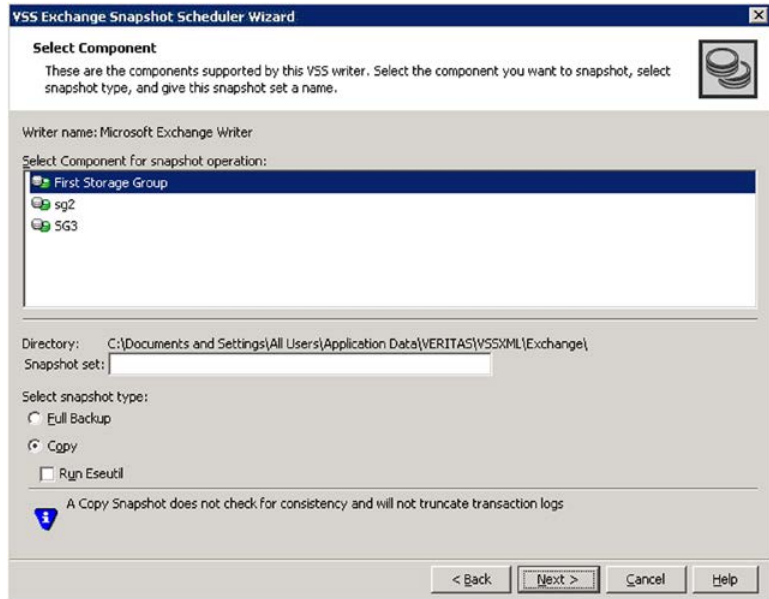 VSS Exchange Snapshot Scheduler Wizard
Select Component
These are the components supported by this VSS writer. Select the component you want to snapshot, select
snapshot type, and give this snapshot set a name.
Writer name: Microsoft Exchange Writer
Select Component for snapshot operation:
First Storage Group
sg2
SG3
Directory: C:\Documents and Settings\All Users\Application Data\VERITAS\VSSXML\Exchange\
Snapshot set:
Select snapshot type:
Full Backup
Copy
Run Eseutil
A Copy Snapshot does not check for consistency and will not truncate transaction logs
< Back Next > Cancel Help